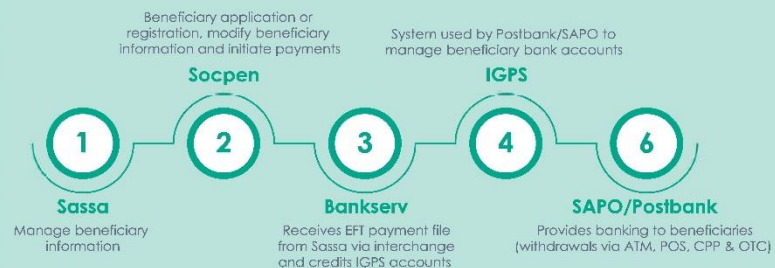 Beneficiary application or
registration, modify beneficiary
information and initiate payments
Socpen
System used by Postbank/SAPO to
manage beneficiary bank accounts
IGPS
1
2
3
4
6
Sassa
Manage beneficiary
information
Bankserv
Receives EFT payment file
from Sassa via interchange
and credits IGPS accounts
SAPO/Postbank
Provides banking to beneficiaries
(withdrawals via ATM, POS, CPP & OTC)